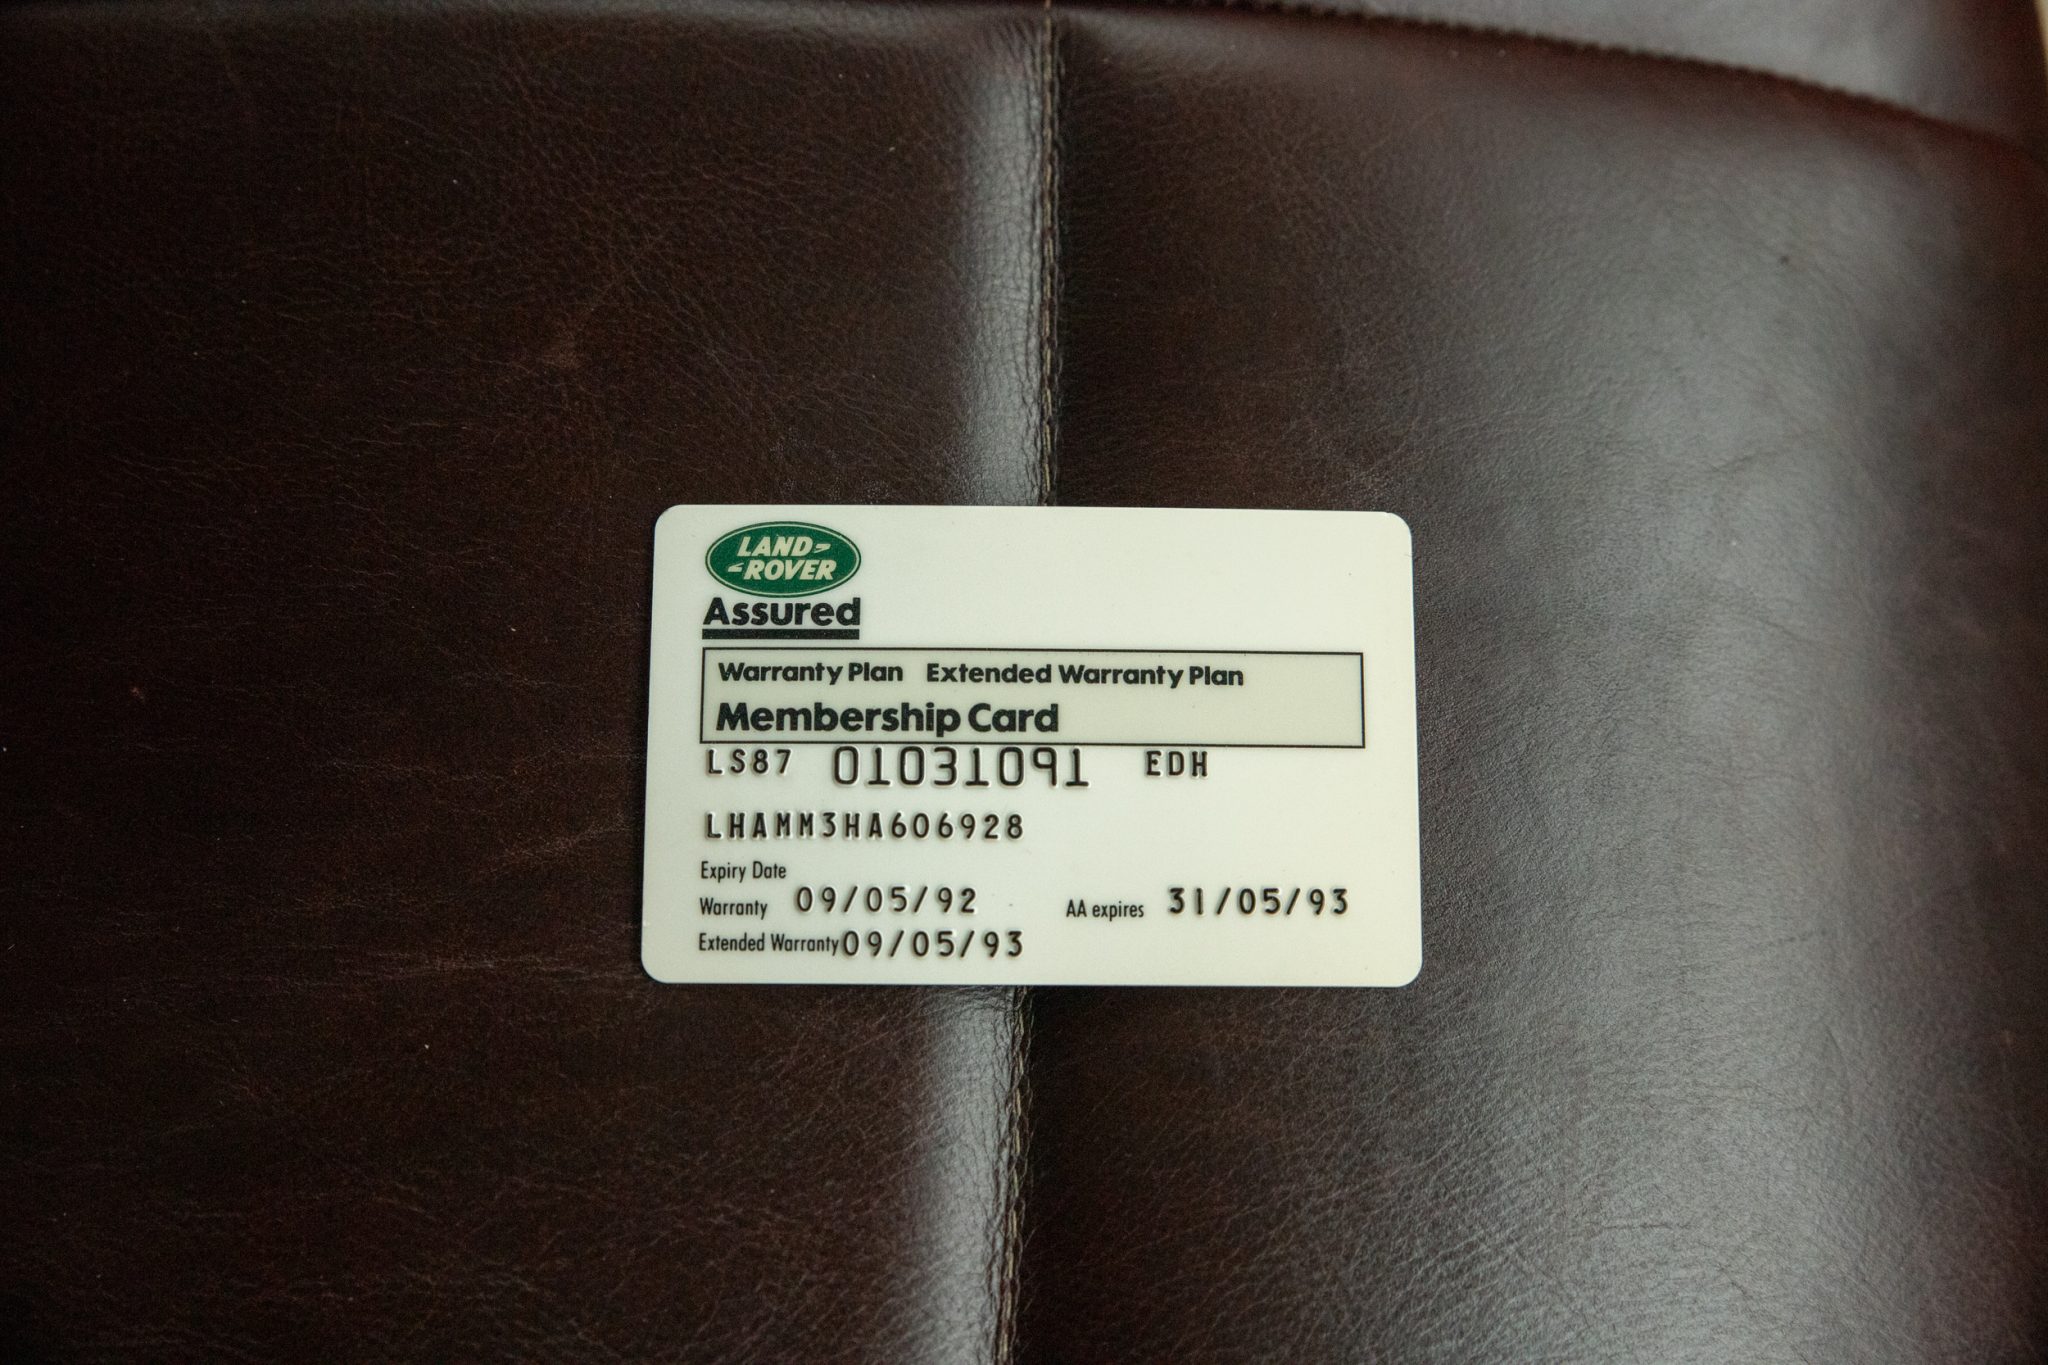 LAND-
-ROVER
Assured
Warranty Plan Extended Warranty Plan
Membership Card
LS87 01031091 EDH
LHAMM3HA606928
Expiry Date
Warranty 09/05/92 AA expires 31/05/93
Extended Warranty 09/05/93